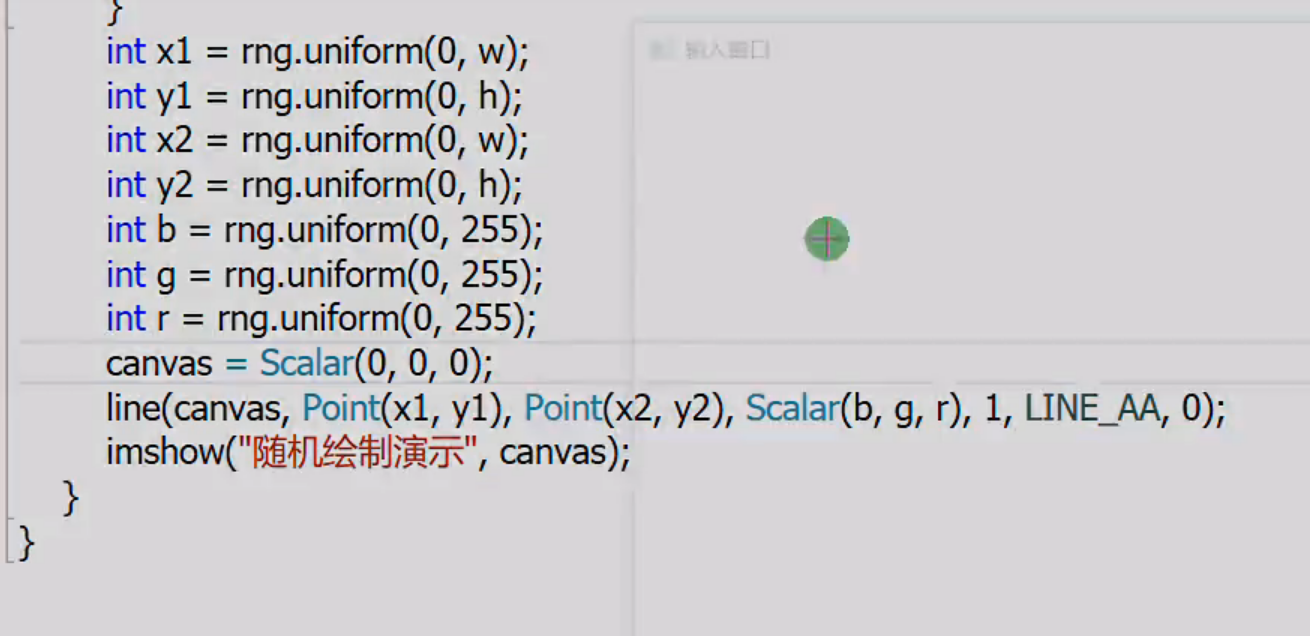 }
int x1 = rng.uniform(0, w);
输入窗口
int y1 = rng.uniform(0, h);
int x2 = rng.uniform(0, w);
int y2 = rng.uniform(0, h);
int b = rng.uniform(0, 255);
int g = rng.uniform(0, 255);
int r = rng.uniform(0, 255);
canvas = Scalar(0, 0, 0);
line(canvas, Point(x1, y1), Point(x2, y2), Scalar(b, g, r), 1, LINE_AA, 0);
imshow("随机绘制演示", canvas);
}
}